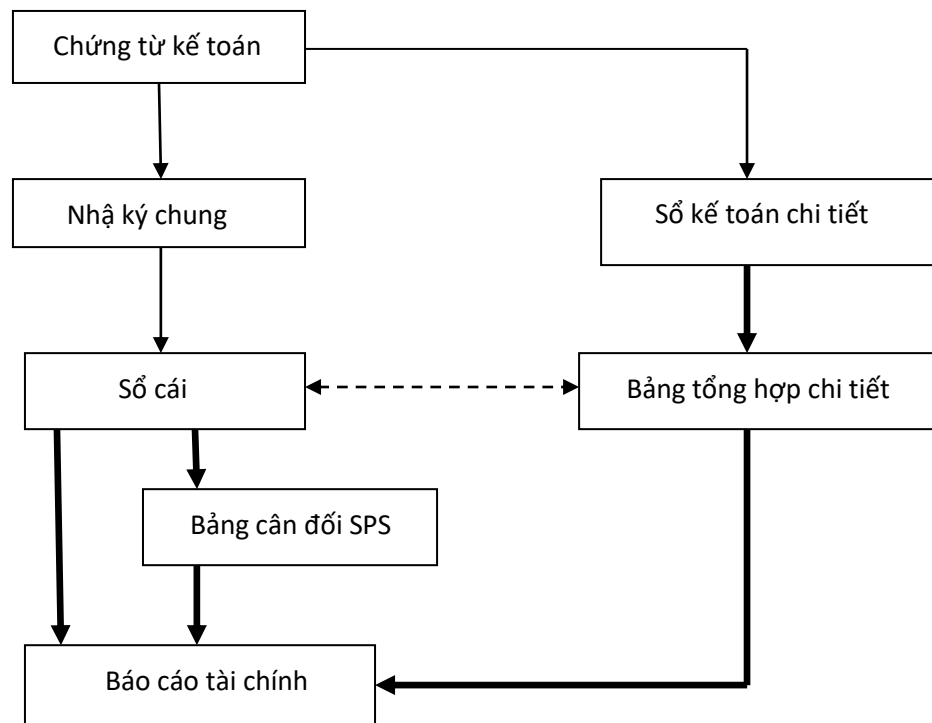 Chứng từ kế toán
Nhậ ký chung
Sổ kế toán chi tiết
Sổ cái
Bảng tổng hợp chi tiết
Bảng cân đối SPS
Báo cáo tài chính